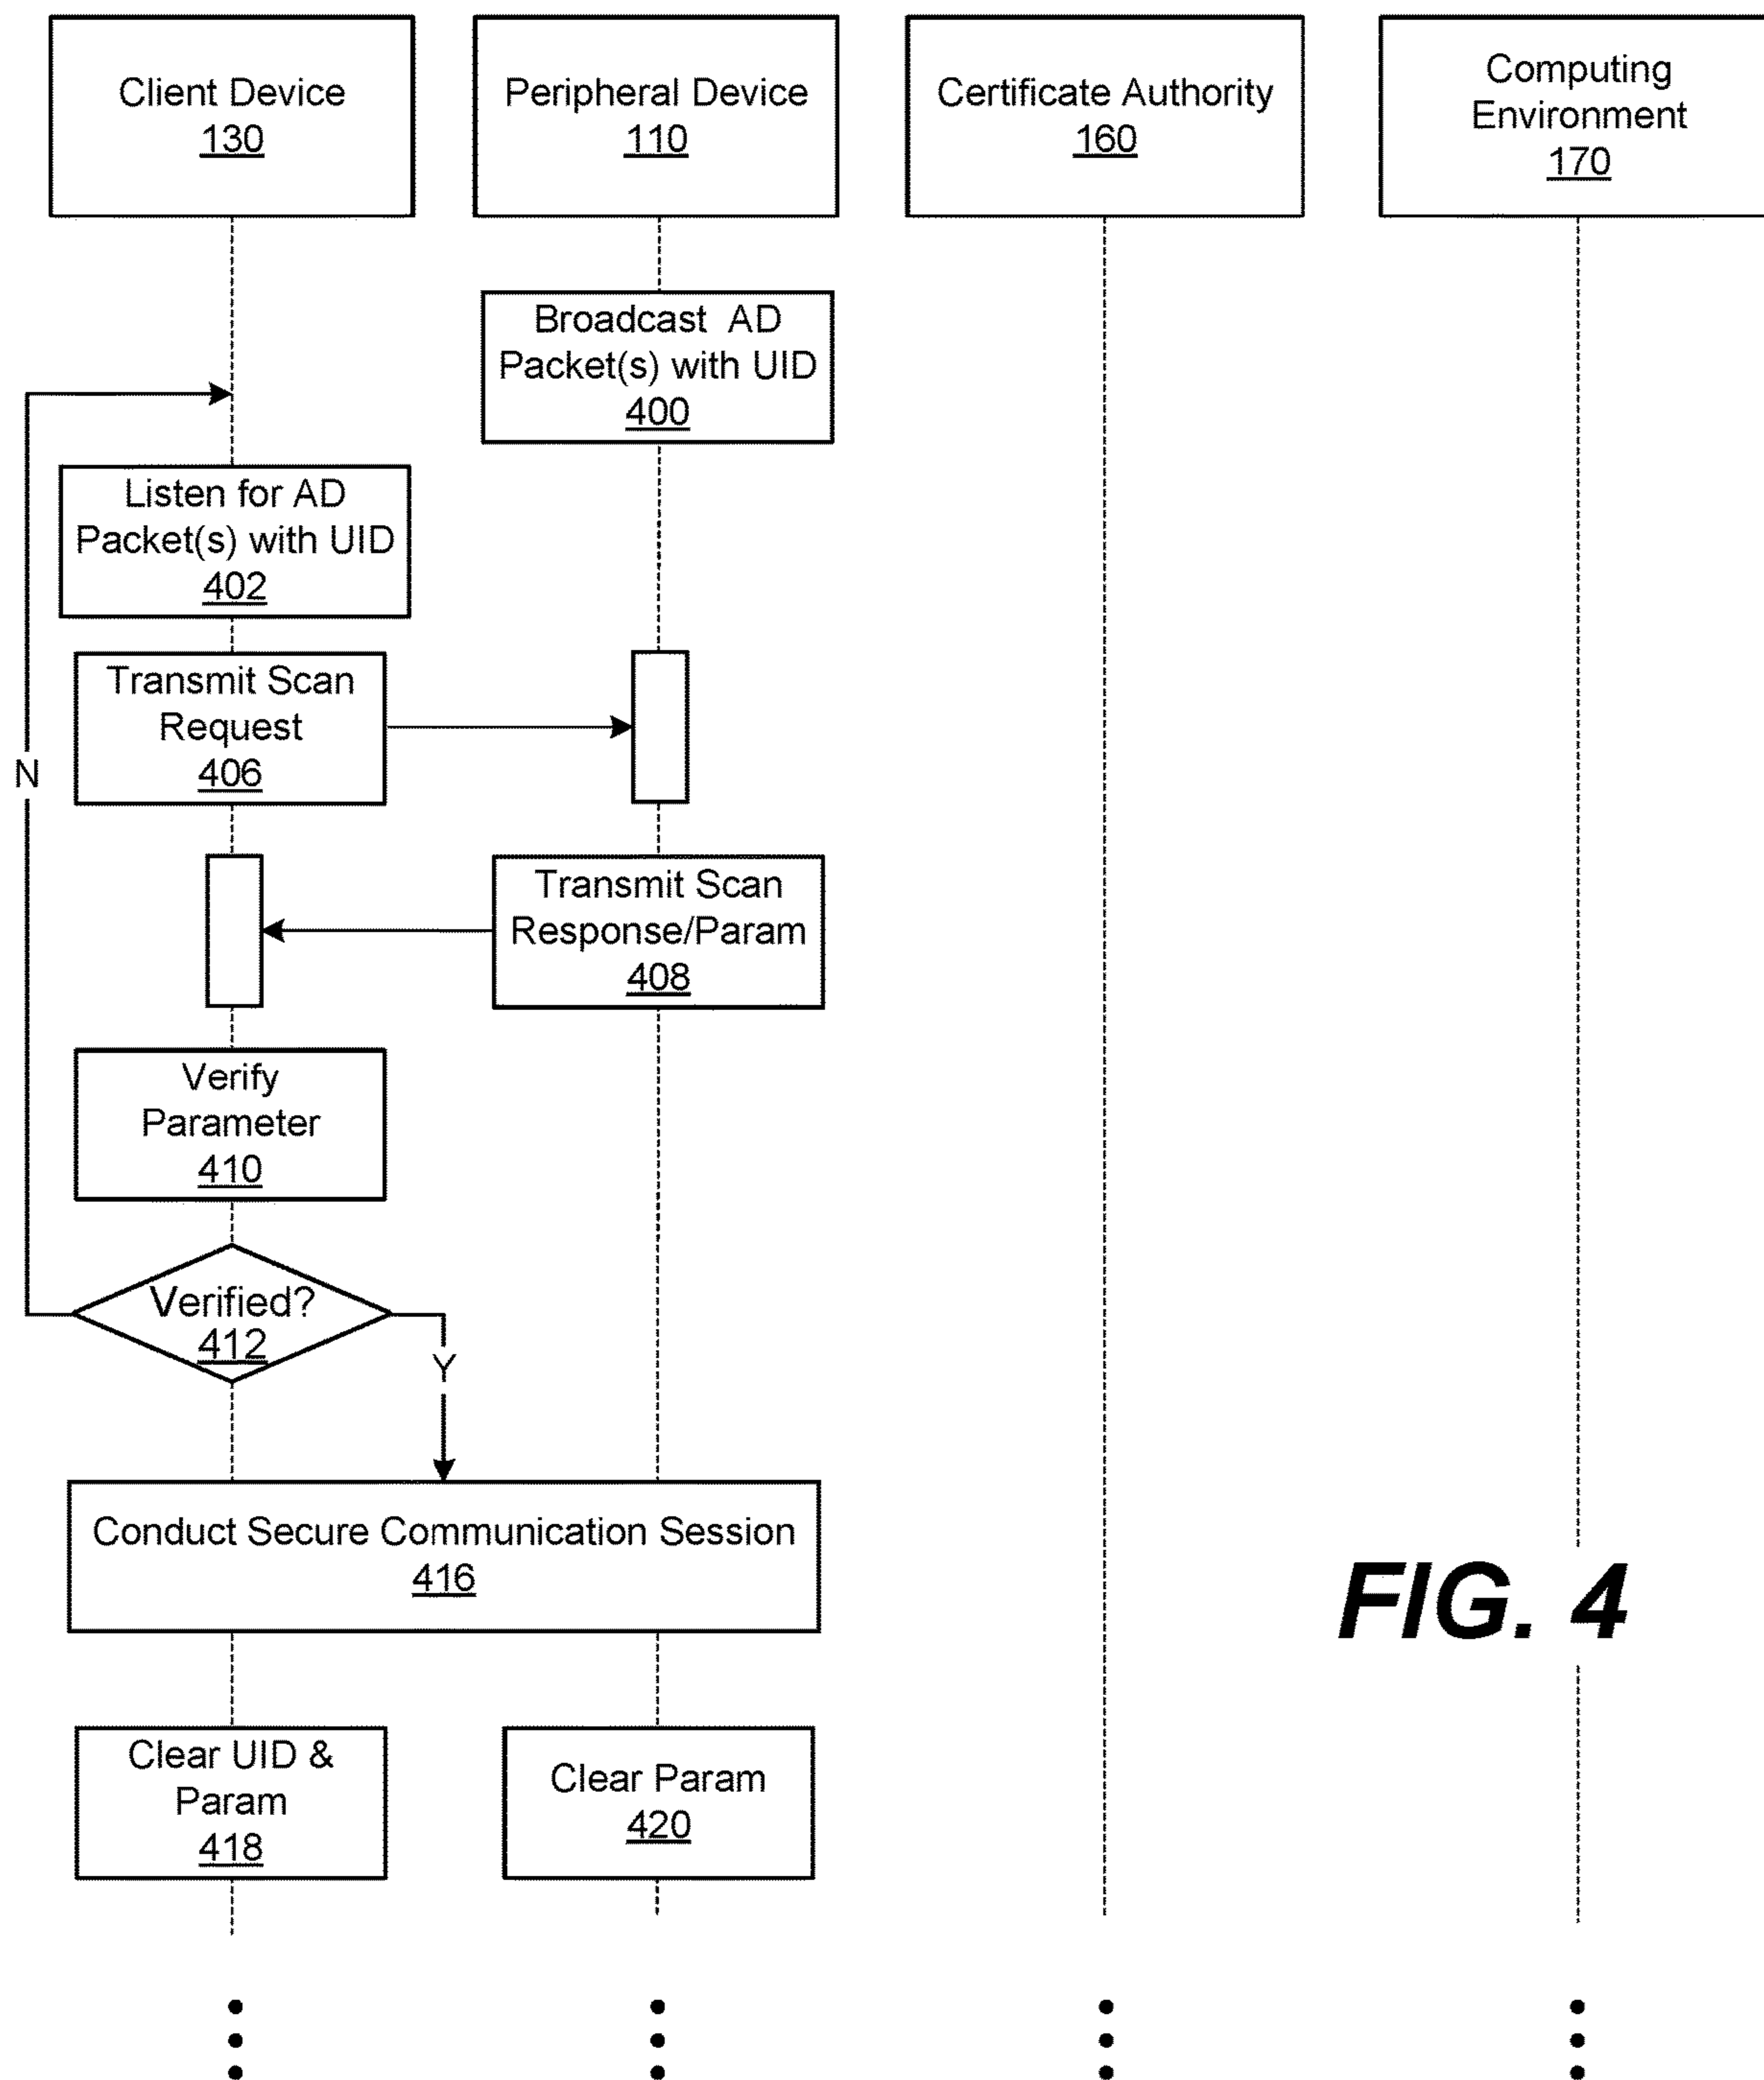 Client Device
130
Peripheral Device
110
Certificate Authority
160
Computing
Environment
170
Broadcast AD
Packet(s) with UID
400
Listen for AD
Packet(s) with UID
402
Transmit Scan
Request
406
N
Transmit Scan
Response/Param
408
Verify
Parameter
410
Verified?
412
Y
Conduct Secure Communication Session
416
FIG. 4
Clear UID &
Param
418
Clear Param
420